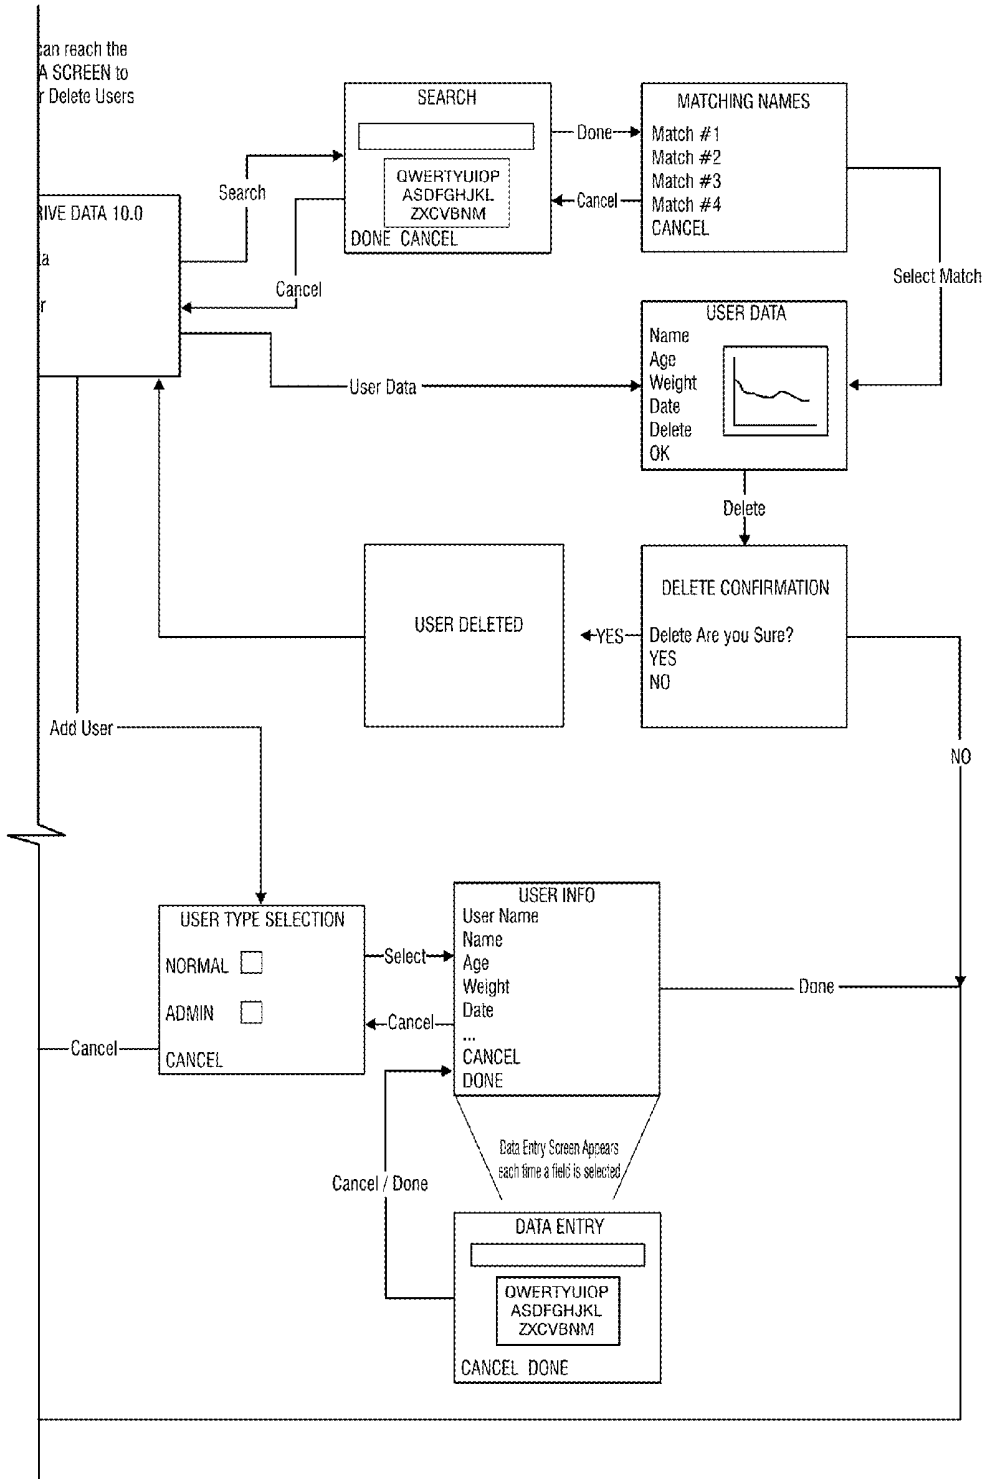 can reach the
A SCREEN to
r Delete Users
SEARCH
QWERTYUIOP
ASDFGHJKL
ZXCVBNM
DONE CANCEL
Done
Cancel
MATCHING NAMES
Match #1
Match #2
Match #3
Match #4
CANCEL
Search
Cancel
RIVE DATA 10.0
ta
r
Select Match
User Data
USER DATA
Name
Age
Weight
Date
Delete
OK
Delete
USER DELETED
YES
DELETE CONFIRMATION
Delete Are you Sure?
YES
NO
NO
Add User
USER TYPE SELECTION
NORMAL
ADMIN
CANCEL
Cancel
Select
Cancel
USER INFO
User Name
Name
Age
Weight
Date
...
CANCEL
DONE
Done
Data Entry Screen Appears
each time a field is selected
Cancel / Done
DATA ENTRY
QWERTYUIOP
ASDFGHJKL
ZXCVBNM
CANCEL DONE